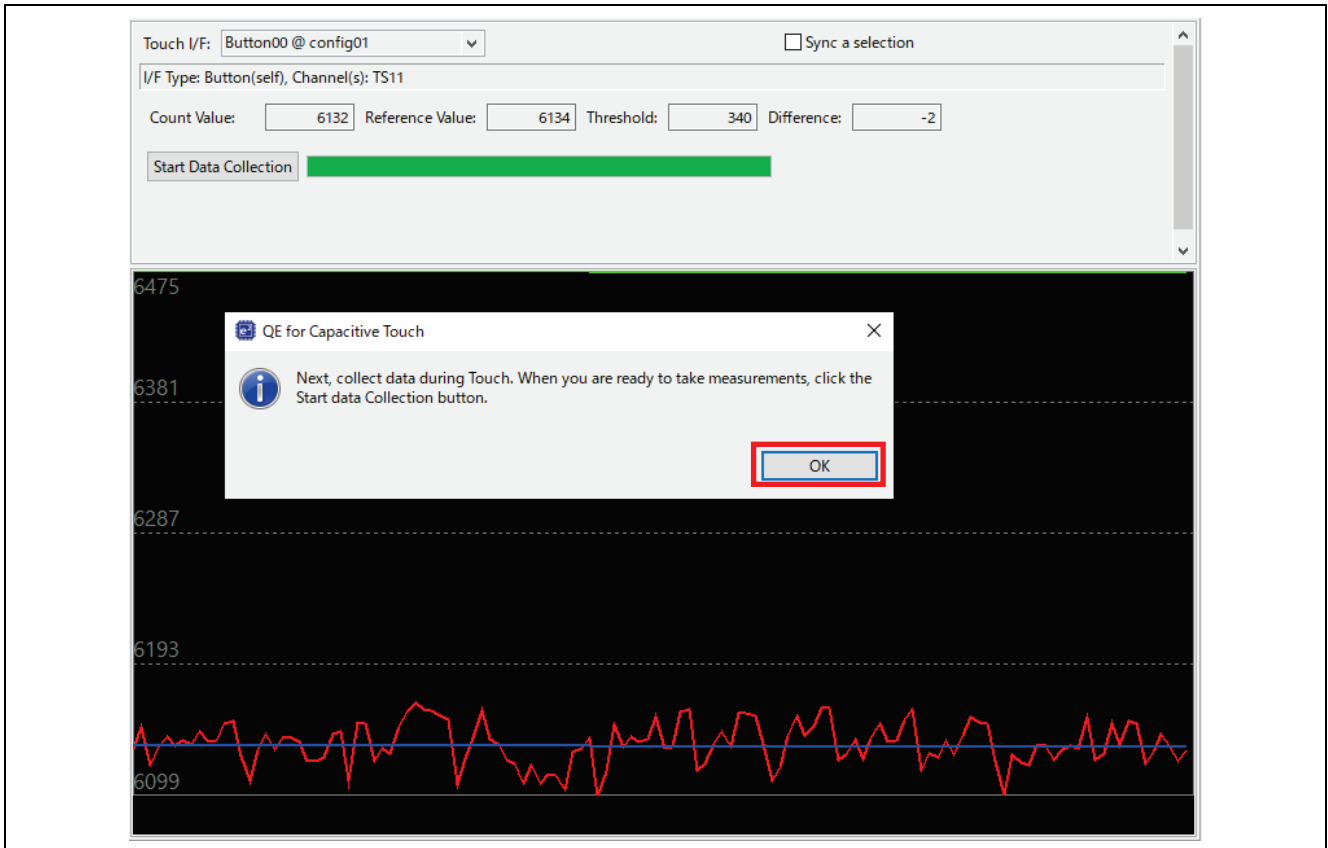 Touch I/F: Button00 @ config01 Sync a selection
I/F Type: Button(self), Channel(s): TS11
Count Value: 6132 Reference Value: 6134 Threshold: 340 Difference: -2
Start Data Collection
6475
QE for Capacitive Touch
Next, collect data during Touch. When you are ready to take measurements, click the
Start data Collection button.
6381
OK
6287
6193
6099